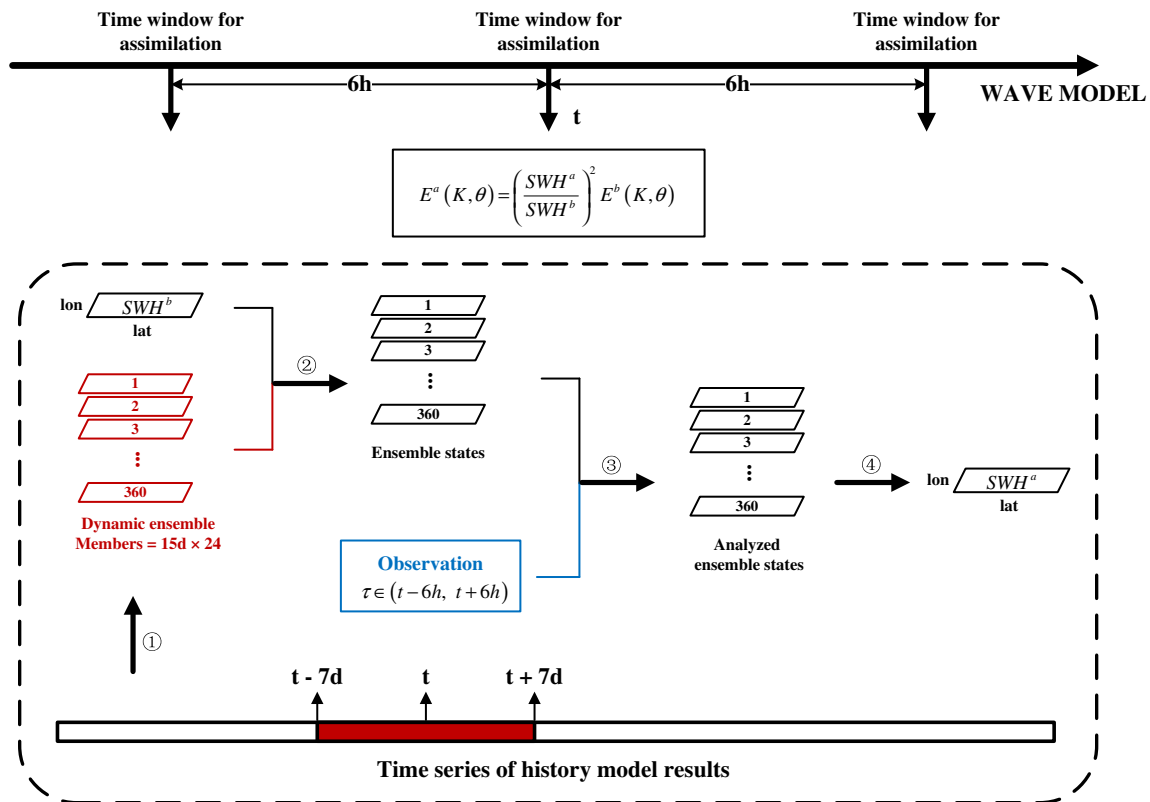 Time window for assimilation
Time window for assimilation
Time window for assimilation
6h
6h
WAVE MODEL
t
E^a (K,θ) = (SWH^a / SWH^b)^2 E^b (K,θ)
lon
SWH^b
lat
1
2
3
⋮
360
Dynamic ensemble
Members = 15d × 24
①
②
1
2
3
⋮
360
Ensemble states
Observation
τ∈(t−6h, t+6h)
③
1
2
3
⋮
360
Analyzed
ensemble states
④
lon
SWH^a
lat
t - 7d
t
t + 7d
Time series of history model results